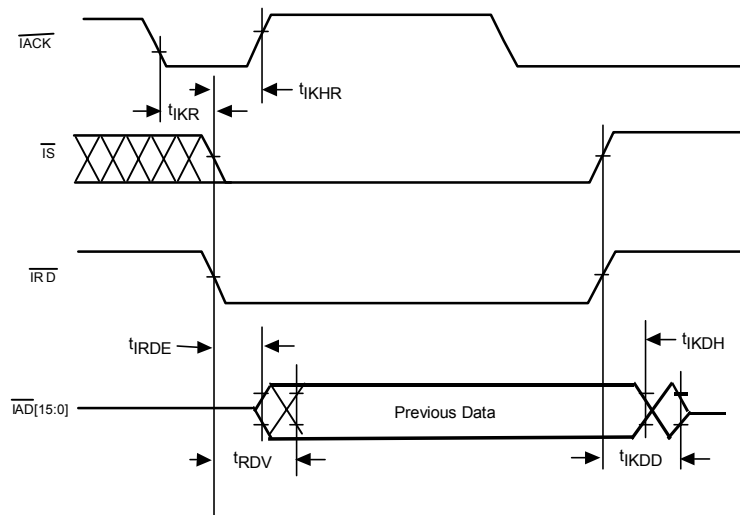 IACK
tIKR
tIKHR
IS
IRD
tIRDE
tIKDH
IAD[15:0]
Previous Data
tRDV
tIKDD